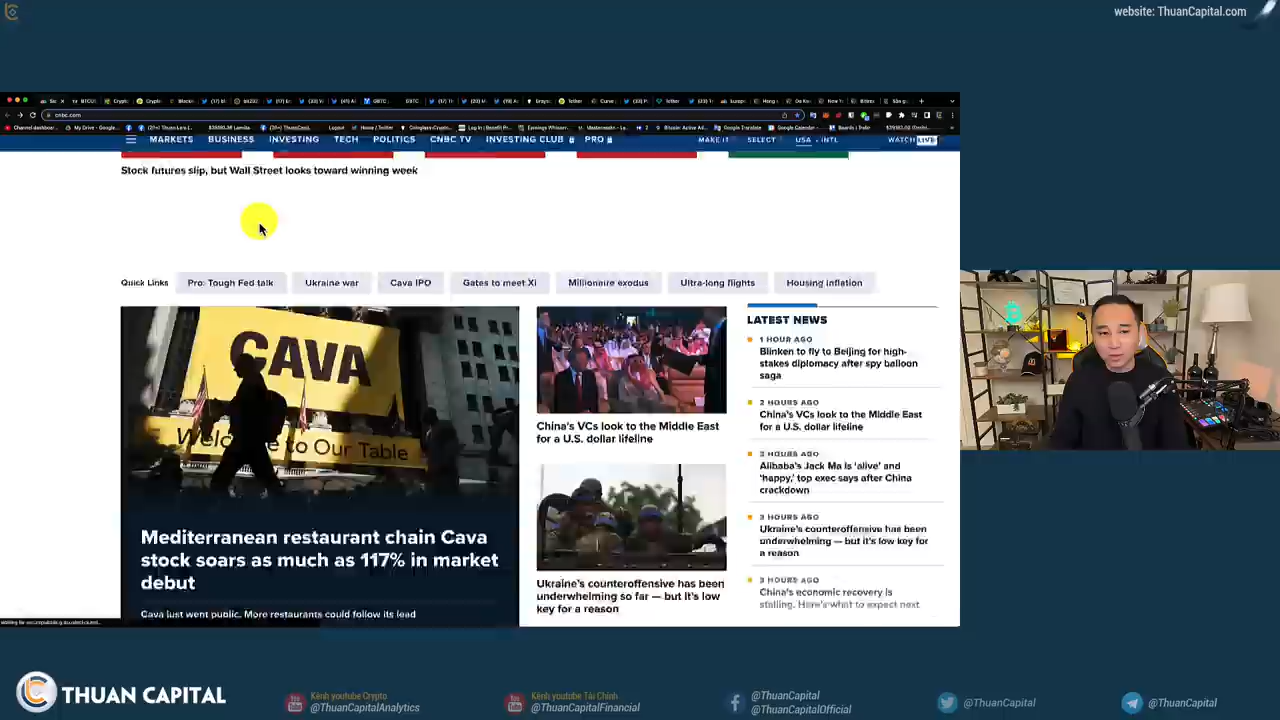 website: ThuanCapital.com
cnbc.com
MARKETS BUSINESS INVESTING TECH POLITICS CNBC TV INVESTING CLUB PRO MAKE IT SELECT USA INTL WATCH LIVE
Stock futures slip, but Wall Street looks toward winning week
Quick Links Pro: Tough Fed talk Ukraine war Cava IPO Gates to meet Xi Millionaire exodus Ultra-long flights Housing inflation
CAVA
to Our Table
Mediterranean restaurant chain Cava
stock soars as much as 117% in market
debut
Cava just went public. More restaurants could follow its lead
China's VCs look to the Middle East
for a U.S. dollar lifeline
Ukraine's counteroffensive has been
underwhelming so far — but it's low
key for a reason
LATEST NEWS
1 HOUR AGO
Blinken to fly to Beijing for high-
stakes diplomacy after spy balloon
saga
2 HOURS AGO
China's VCs look to the Middle East
for a U.S. dollar lifeline
3 HOURS AGO
Alibaba's Jack Ma is 'alive' and
'happy,' top exec says after China
crackdown
3 HOURS AGO
Ukraine's counteroffensive has been
underwhelming — but it's low key for
a reason
3 HOURS AGO
China's economic recovery is
stalling. Here's what to expect next
THUAN CAPITAL
Kênh youtube Crypto
@ThuanCapitalAnalytics
Kênh youtube Tài Chính
@ThuanCapitalFinancial
@ThuanCapital
@ThuanCapitalOfficial
@ThuanCapital
@ThuanCapital